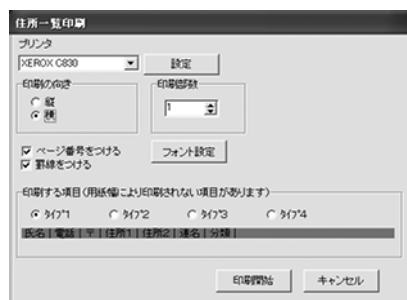 住所一覧印刷
プリンタ
XEROX C830 設定
印刷の向き 印刷部数
縦 1
横
ページ番号をつける フォント設定
罫線をつける
印刷する項目(用紙幅により印刷されない項目があります)
タイプ1 タイプ2 タイプ3 タイプ4
氏名 | 電話 | 〒 | 住所1 | 住所2 | 連名 | 分類 |
印刷開始 キャンセル